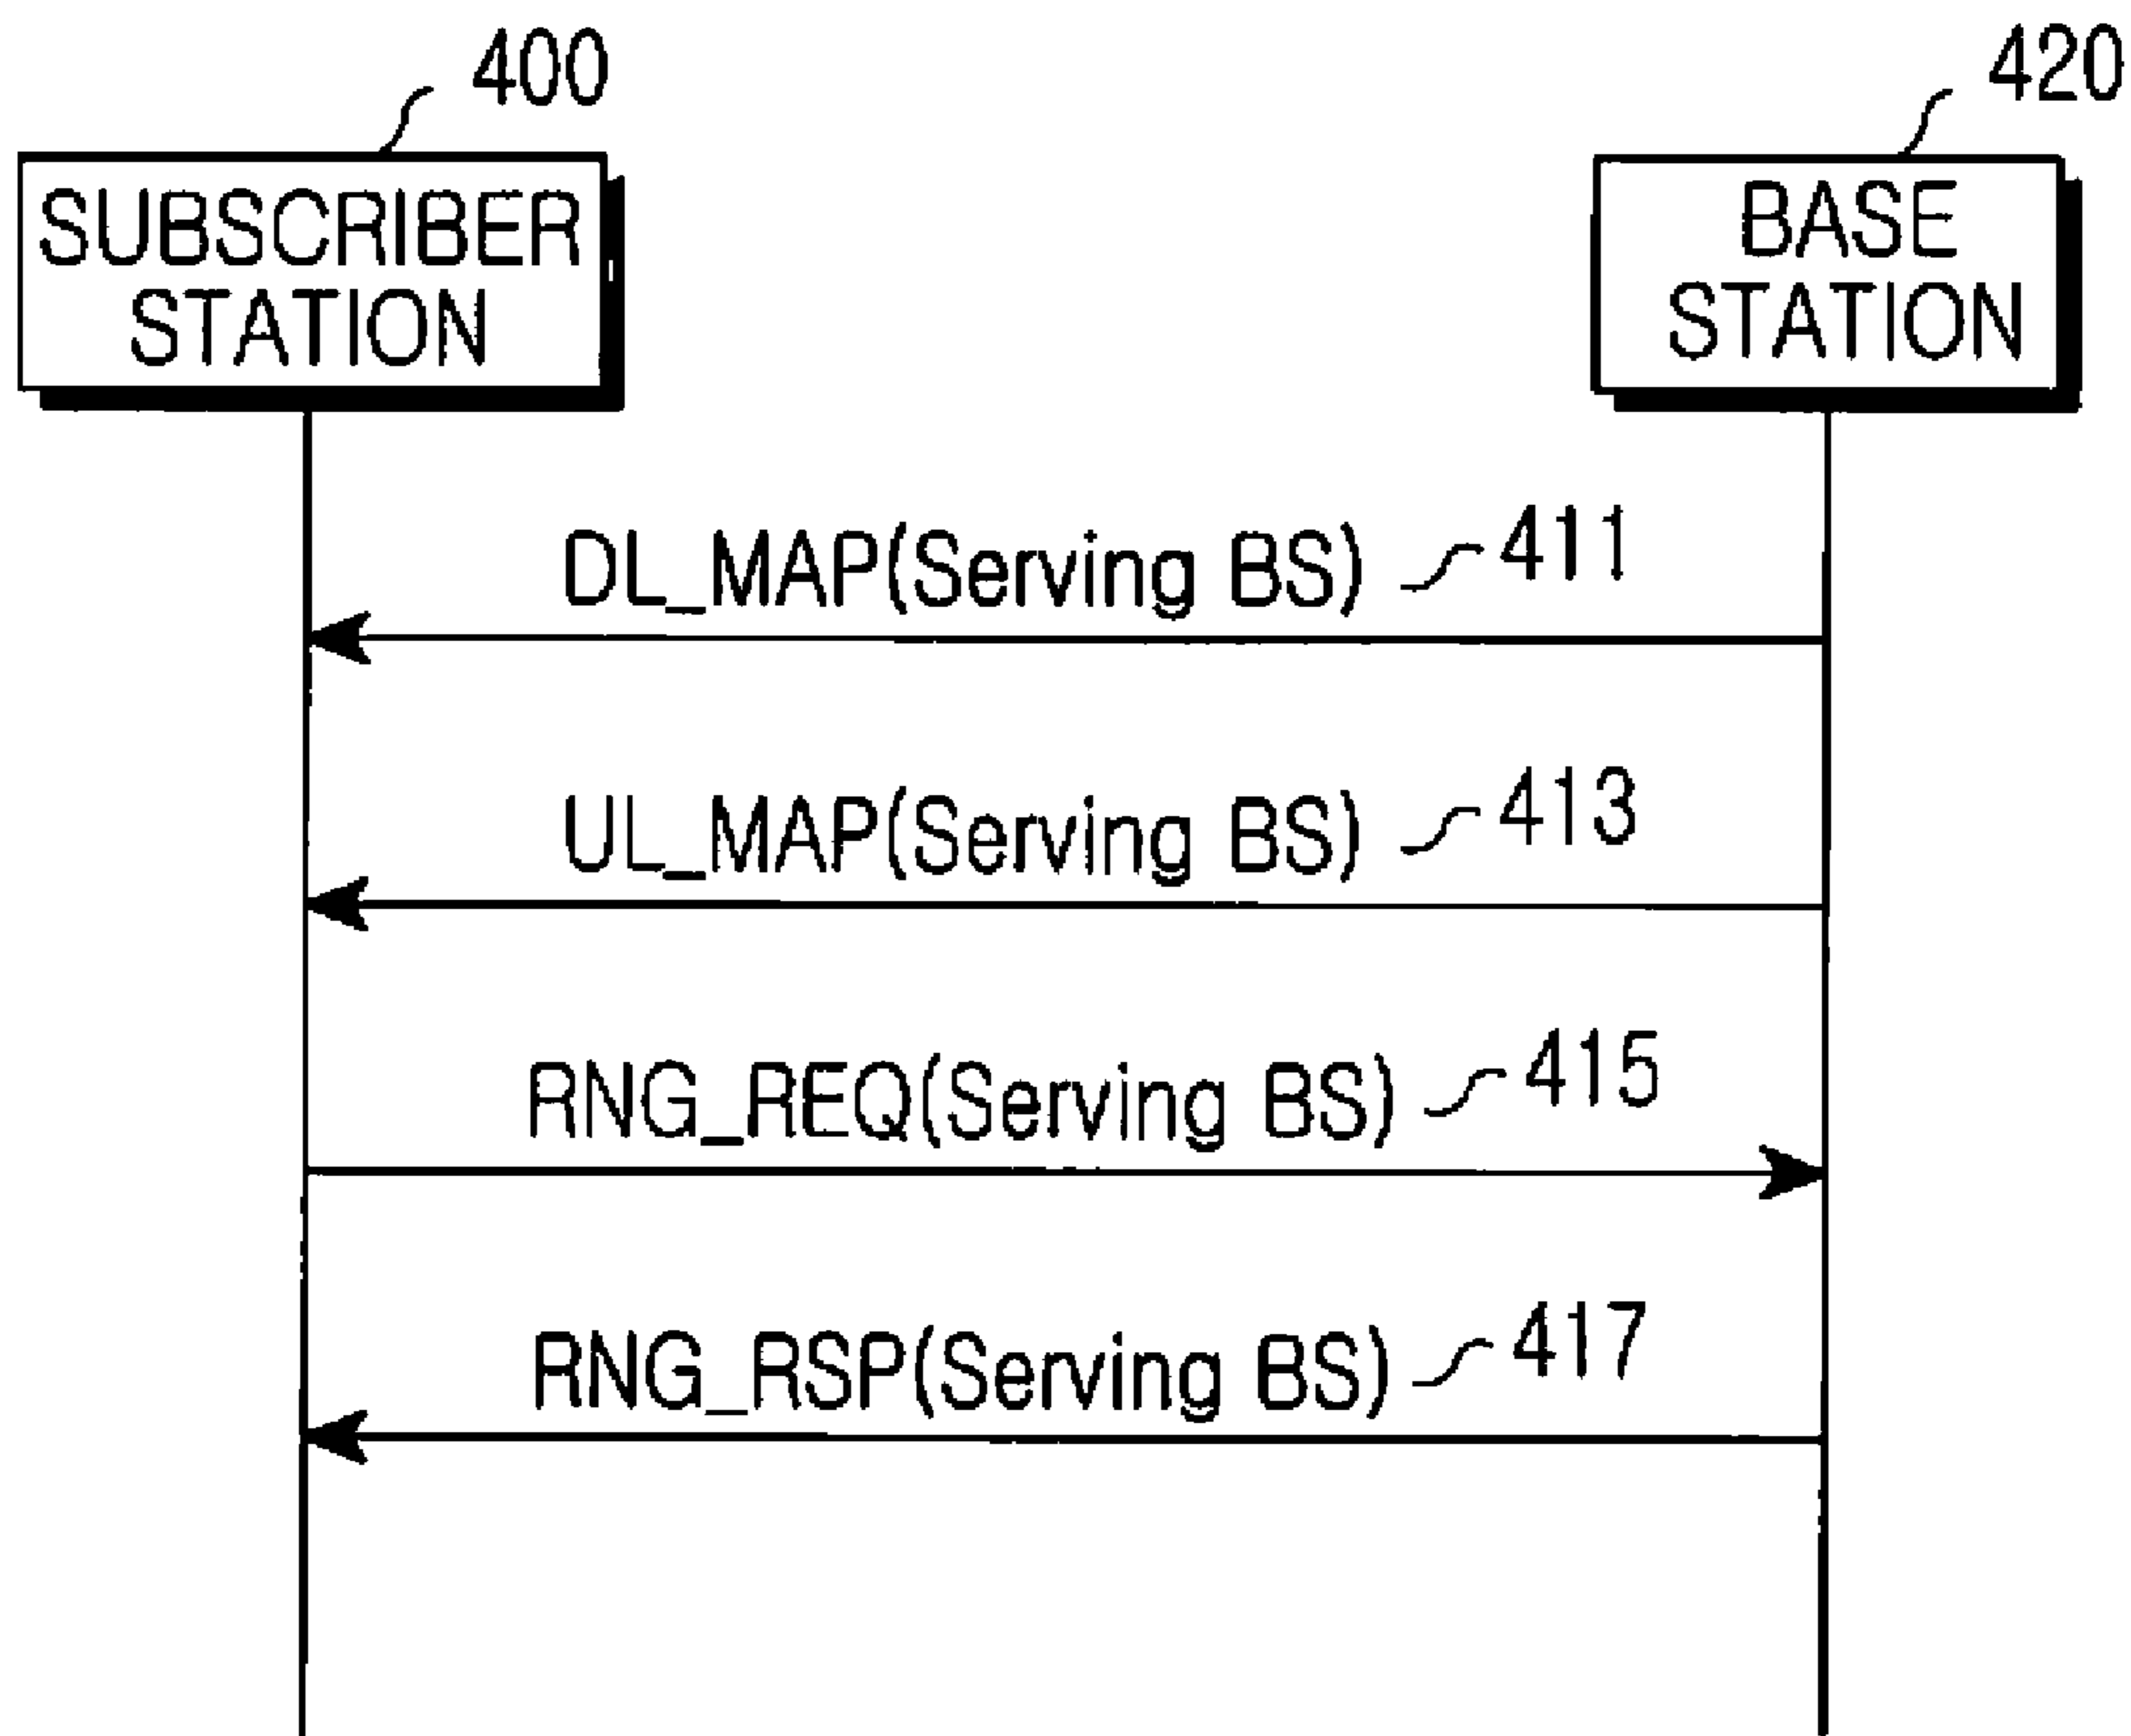 400
420
SUBSCRIBER
STATION
BASE
STATION
DL_MAP(Serving BS) 411
UL_MAP(Serving BS) 413
RNG_REQ(Serving BS) 415
RNG_RSP(Serving BS) 417